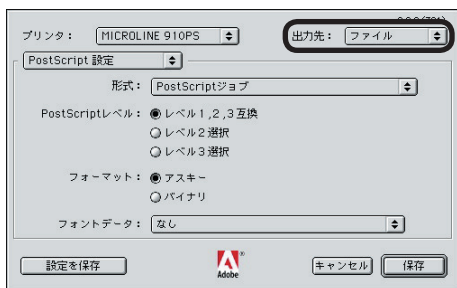 プリンタ： MICROLINE 910PS 出力先： ファイル
PostScript 設定
形式： PostScriptジョブ
PostScriptレベル： レベル 1 , 2 , 3 互換
レベル 2 選択
レベル 3 選択
フォーマット： アスキー
バイナリ
フォントデータ： なし
設定を保存 Adobe キャンセル 保存